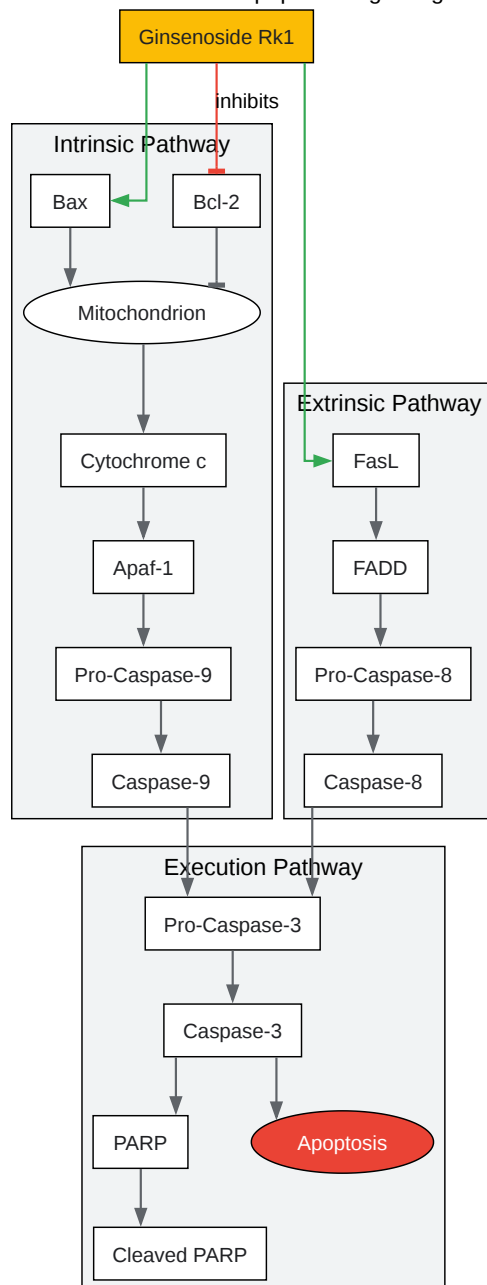 Ginsenoside Rk1
inhibits
Intrinsic Pathway
Bax
Bcl-2
Mitochondrion
Cytochrome c
Apaf-1
Pro-Caspase-9
Caspase-9
Extrinsic Pathway
FasL
FADD
Pro-Caspase-8
Caspase-8
Execution Pathway
Pro-Caspase-3
Caspase-3
PARP
Apoptosis
Cleaved PARP